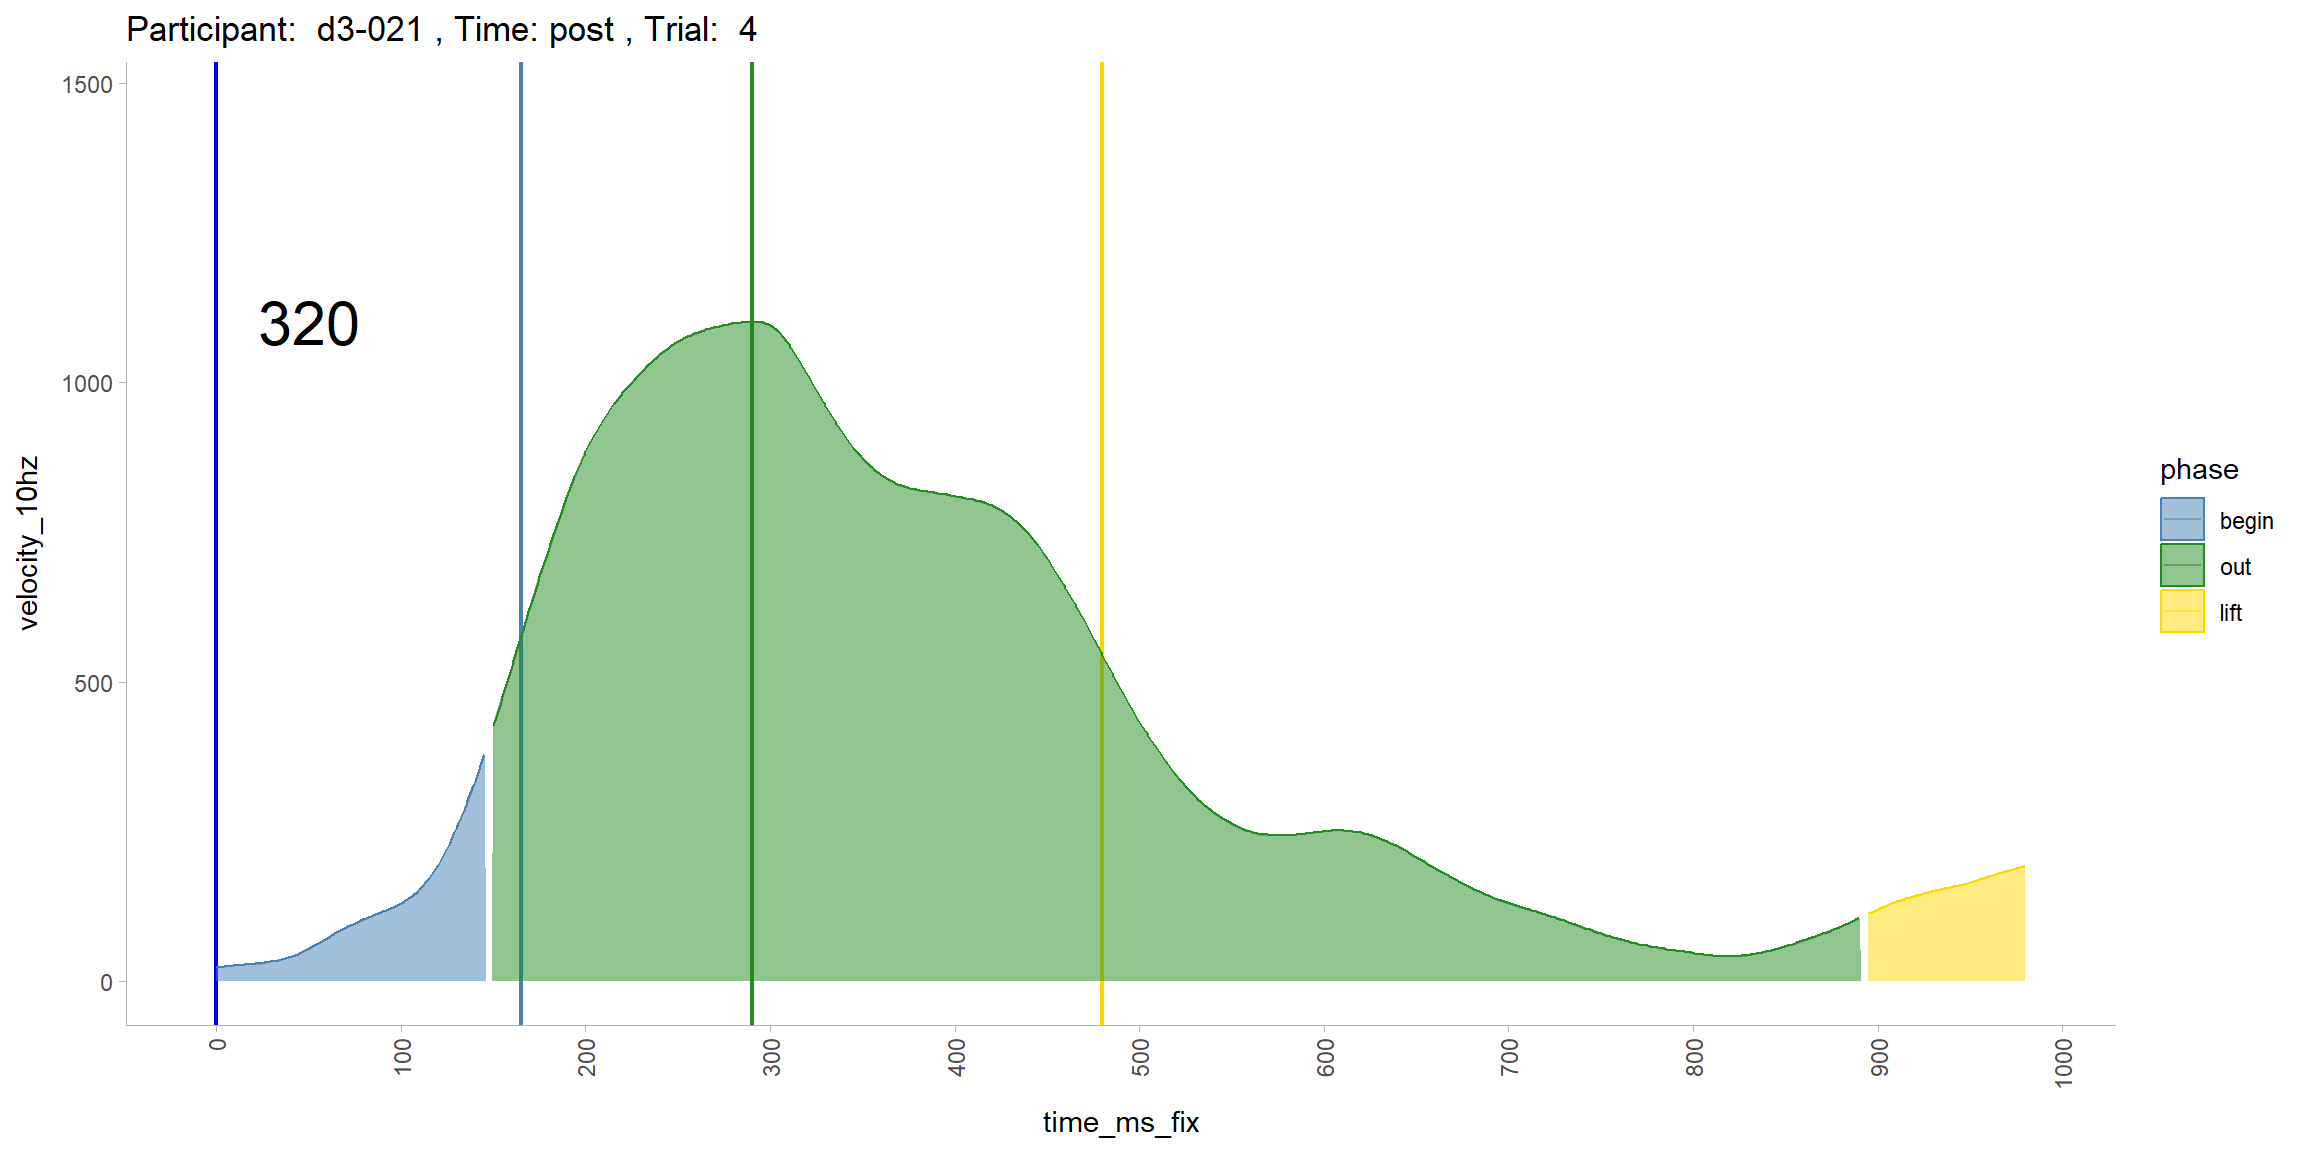 Participant:  d3-021 , Time: post , Trial:  4
1500
320
1000
velocity_10hz
500
0
phase
begin
out
lift
0 100 200 300 400 500 600 700 800 900 1000
time_ms_fix